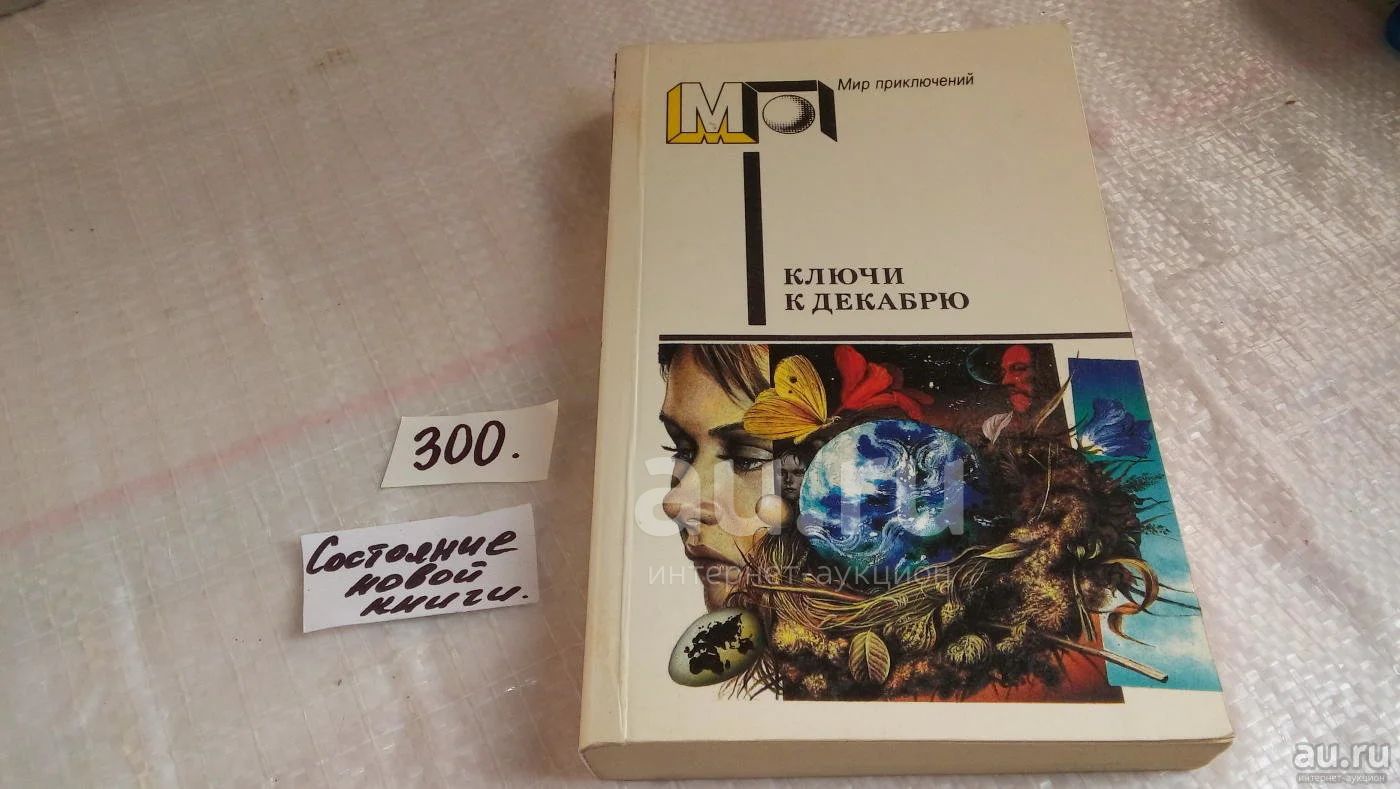 МП
Мир приключений
КЛЮЧИ
К ДЕКАБРЮ
300.
Состояние
новой
книги.
au.ru
интернет-аукцион
au.ru
интернет-аукцион